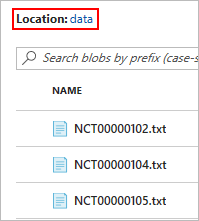 Location: data
Search blobs by prefix (case-s
NAME
NCT00000102.txt
NCT00000104.txt
NCT00000105.txt